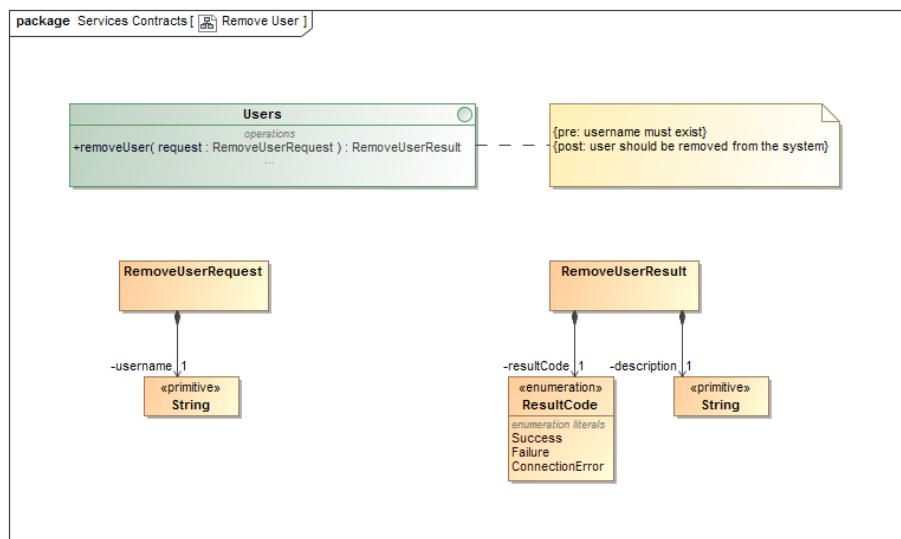 package Services Contracts [ Remove User ]
Users
operations
+removeUser( request : RemoveUserRequest ) : RemoveUserResult
...
{pre: username must exist}
{post: user should be removed from the system}
RemoveUserRequest
RemoveUserResult
-username 1
-resultCode 1
-description 1
«primitive»
String
«enumeration»
ResultCode
enumeration literals
Success
Failure
ConnectionError
«primitive»
String